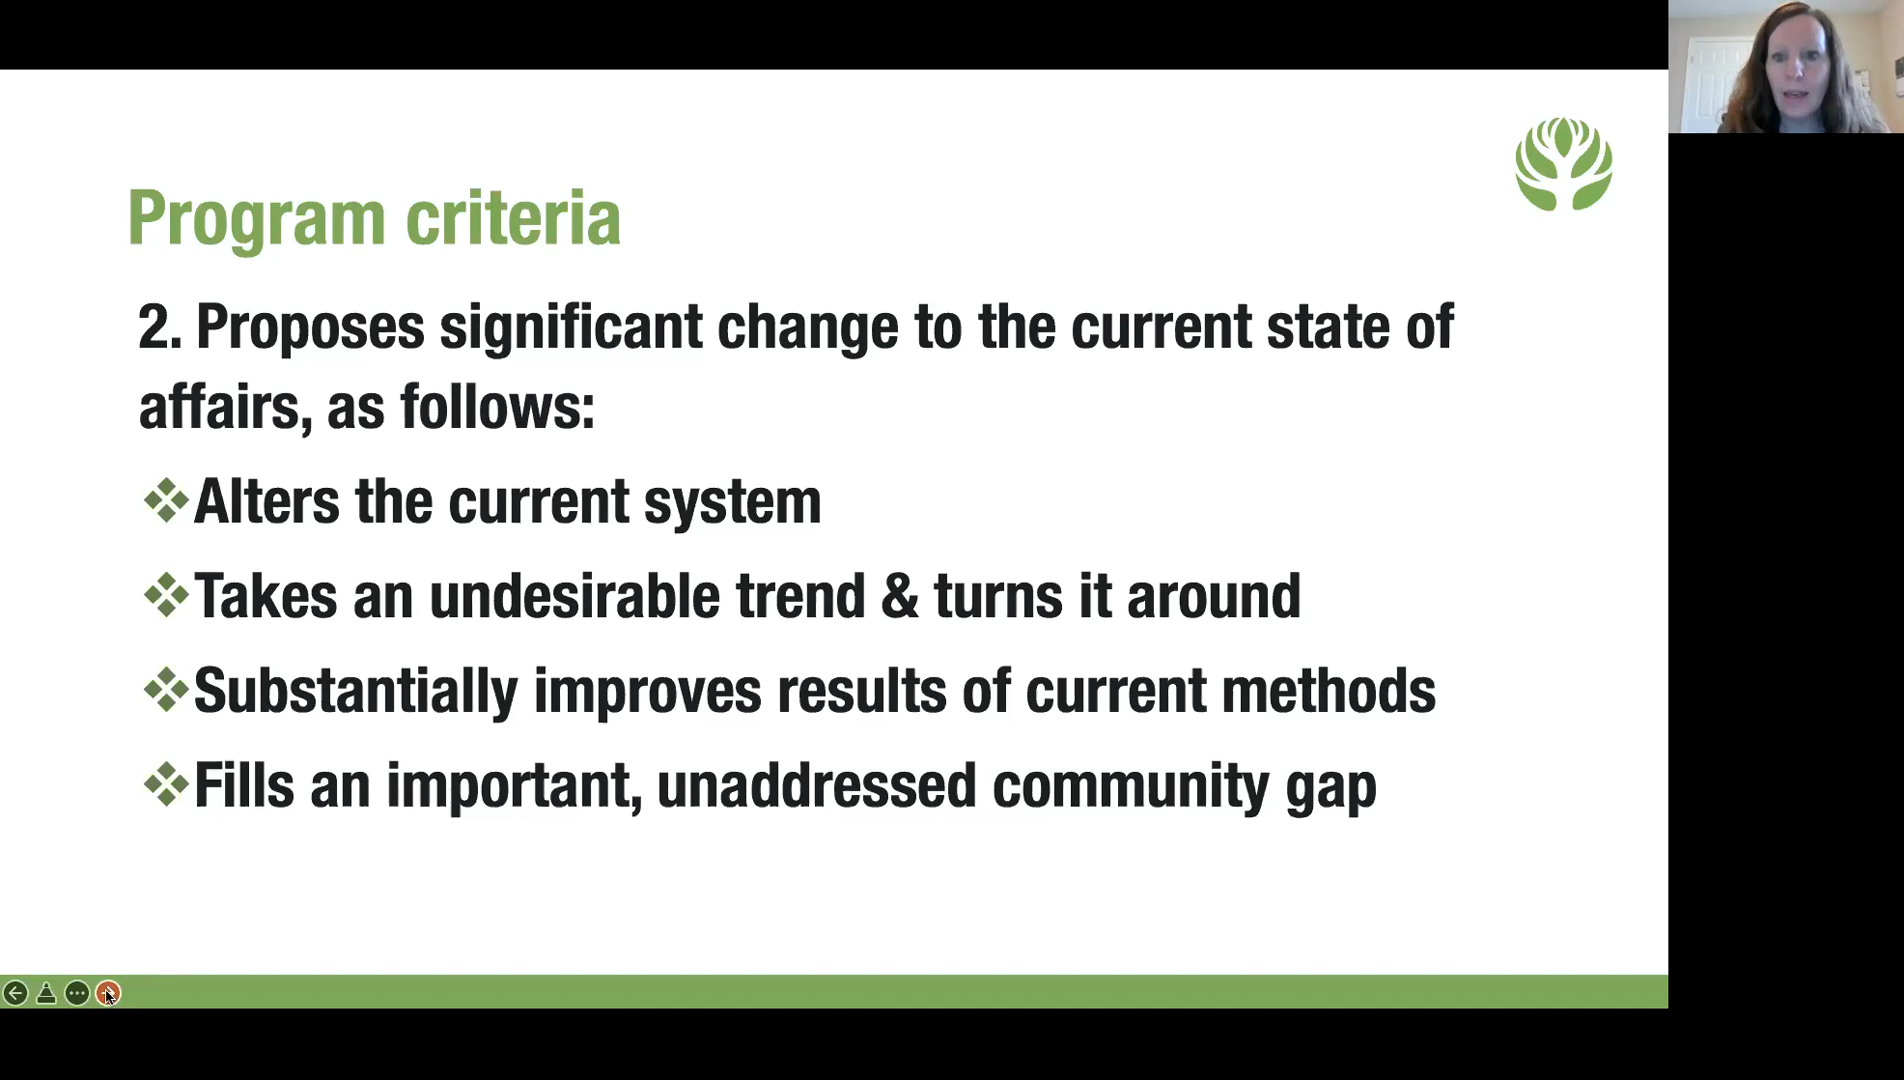 Program criteria
2. Proposes significant change to the current state of
affairs, as follows:
Alters the current system
Takes an undesirable trend & turns it around
Substantially improves results of current methods
Fills an important, unaddressed community gap